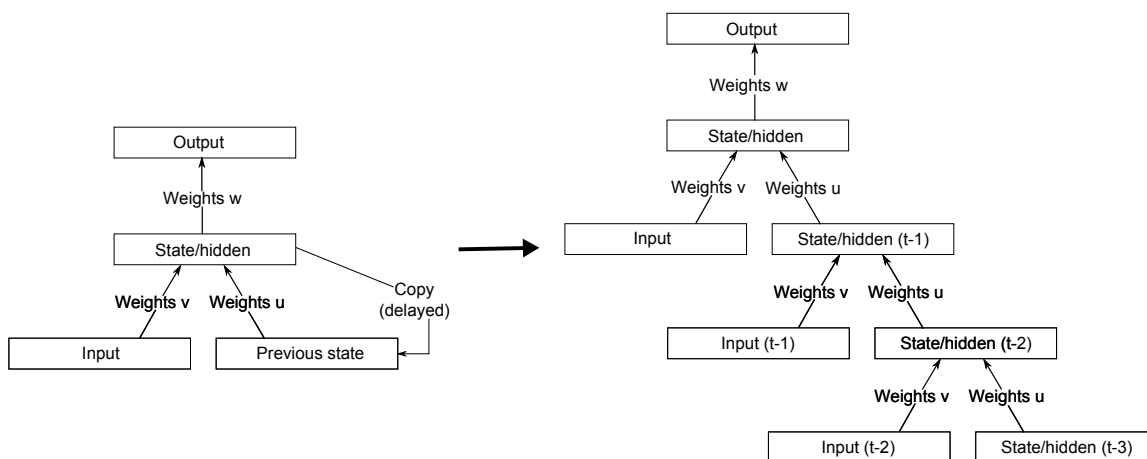 Output
Weights w
State/hidden
Weights v
Weights u
Input
Previous state
Copy
(delayed)
Output
Weights w
State/hidden
Weights v
Weights u
Input
State/hidden (t-1)
Weights v
Weights u
Input (t-1)
State/hidden (t-2)
Weights v
Weights u
Input (t-2)
State/hidden (t-3)